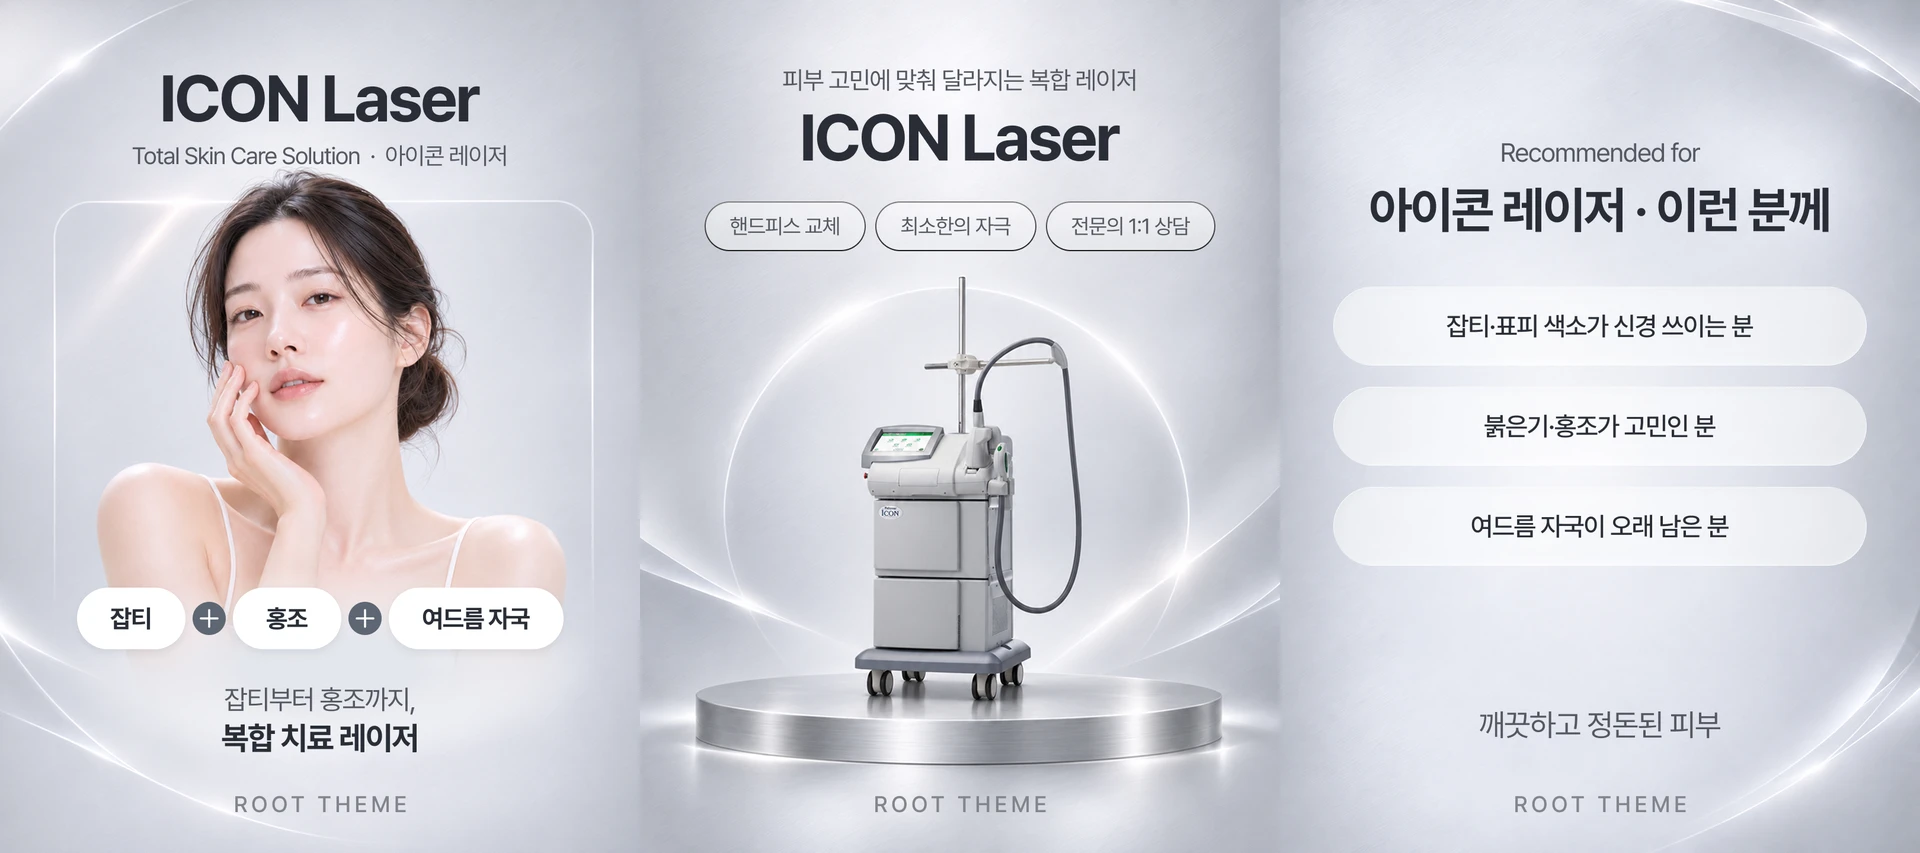 ICON Laser
Total Skin Care Solution · 아이콘 레이저
잡티 + 홍조 + 여드름 자국
잡티부터 홍조까지,
복합 치료 레이저
ROOT THEME
피부 고민에 맞춰 달라지는 복합 레이저
ICON Laser
핸드피스 교체
최소한의 자극
전문의 1:1 상담
ICON
ROOT THEME
Recommended for
아이콘 레이저 · 이런 분께
잡티·표피 색소가 신경 쓰이는 분
붉은기·홍조가 고민인 분
여드름 자국이 오래 남은 분
깨끗하고 정돈된 피부
ROOT THEME